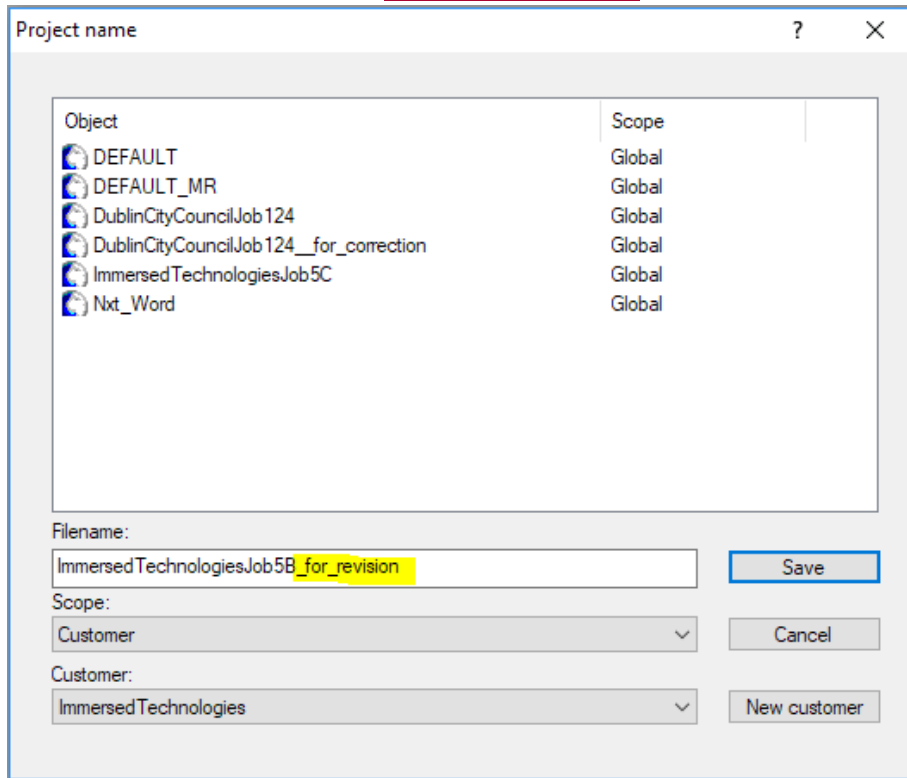 Project name ?
Object Scope
DEFAULT Global
DEFAULT_MR Global
DublinCityCouncilJob124 Global
DublinCityCouncilJob124__for_correction Global
ImmersedTechnologiesJob5C Global
Nxt_Word Global
Filename:
ImmersedTechnologiesJob5B_for_revision Save
Scope:
Customer Cancel
Customer:
ImmersedTechnologies New customer